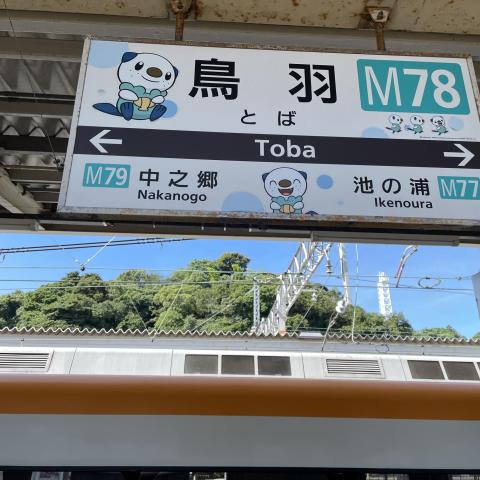 鳥羽 M78
とば
← Toba →
M79 中之郷
Nakanogo
池の浦 M77
Ikenoura